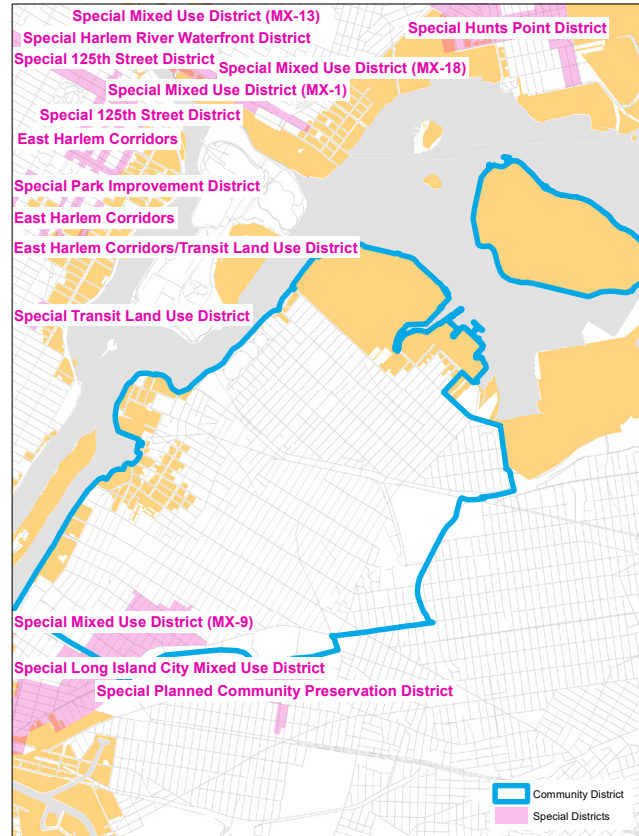 Special Mixed Use District (MX-13)
Special Hunts Point District
Special Harlem River Waterfront District
Special 125th Street District
Special Mixed Use District (MX-18)
Special Mixed Use District (MX-1)
Special 125th Street District
East Harlem Corridors
Special Park Improvement District
East Harlem Corridors
East Harlem Corridors/Transit Land Use District
Special Transit Land Use District
Special Mixed Use District (MX-9)
Special Long Island City Mixed Use District
Special Planned Community Preservation District
Community District
Special Districts